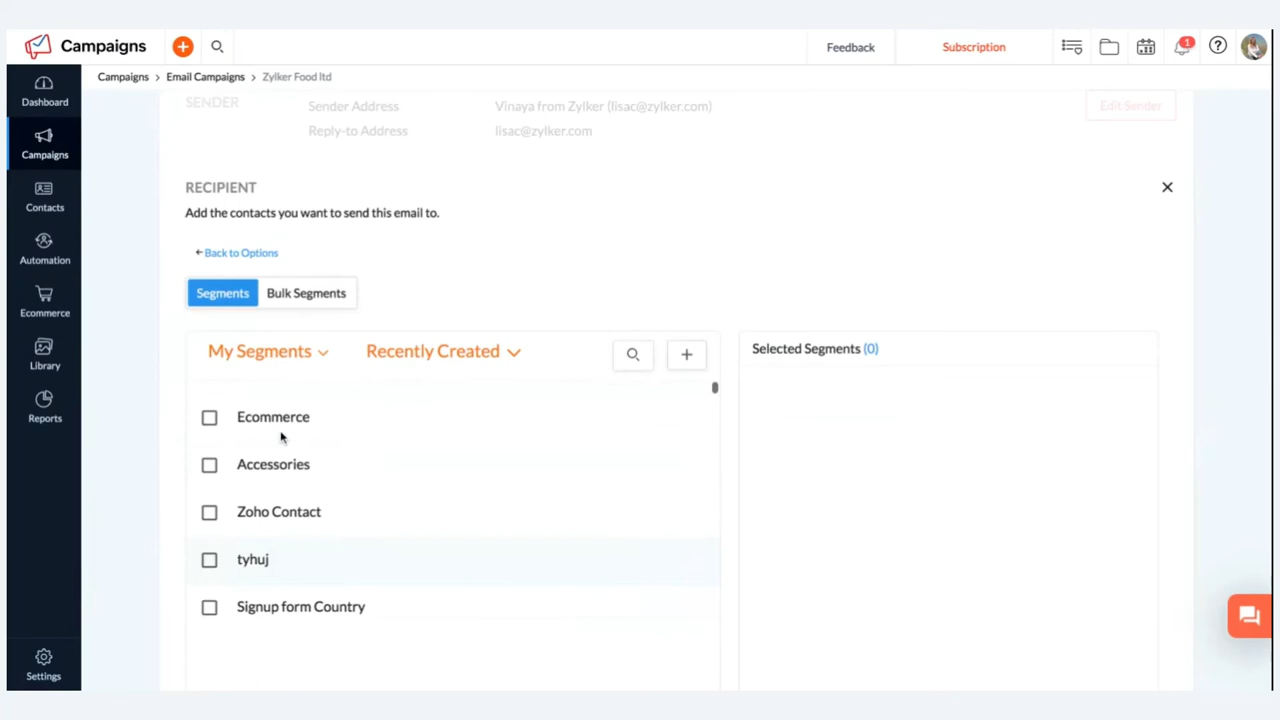 Campaigns
Feedback
Subscription
1
Campaigns > Email Campaigns > Zylker Food ltd
Dashboard
Campaigns
Contacts
Automation
Ecommerce
Library
Reports
Settings
SENDER
Sender Address Vinaya from Zylker (lisac@zylker.com)
Edit Sender
Reply-to Address lisac@zylker.com
RECIPIENT
Add the contacts you want to send this email to.
Back to Options
Segments Bulk Segments
My Segments Recently Created
Selected Segments (0)
Ecommerce
Accessories
Zoho Contact
tyhuj
Signup form Country